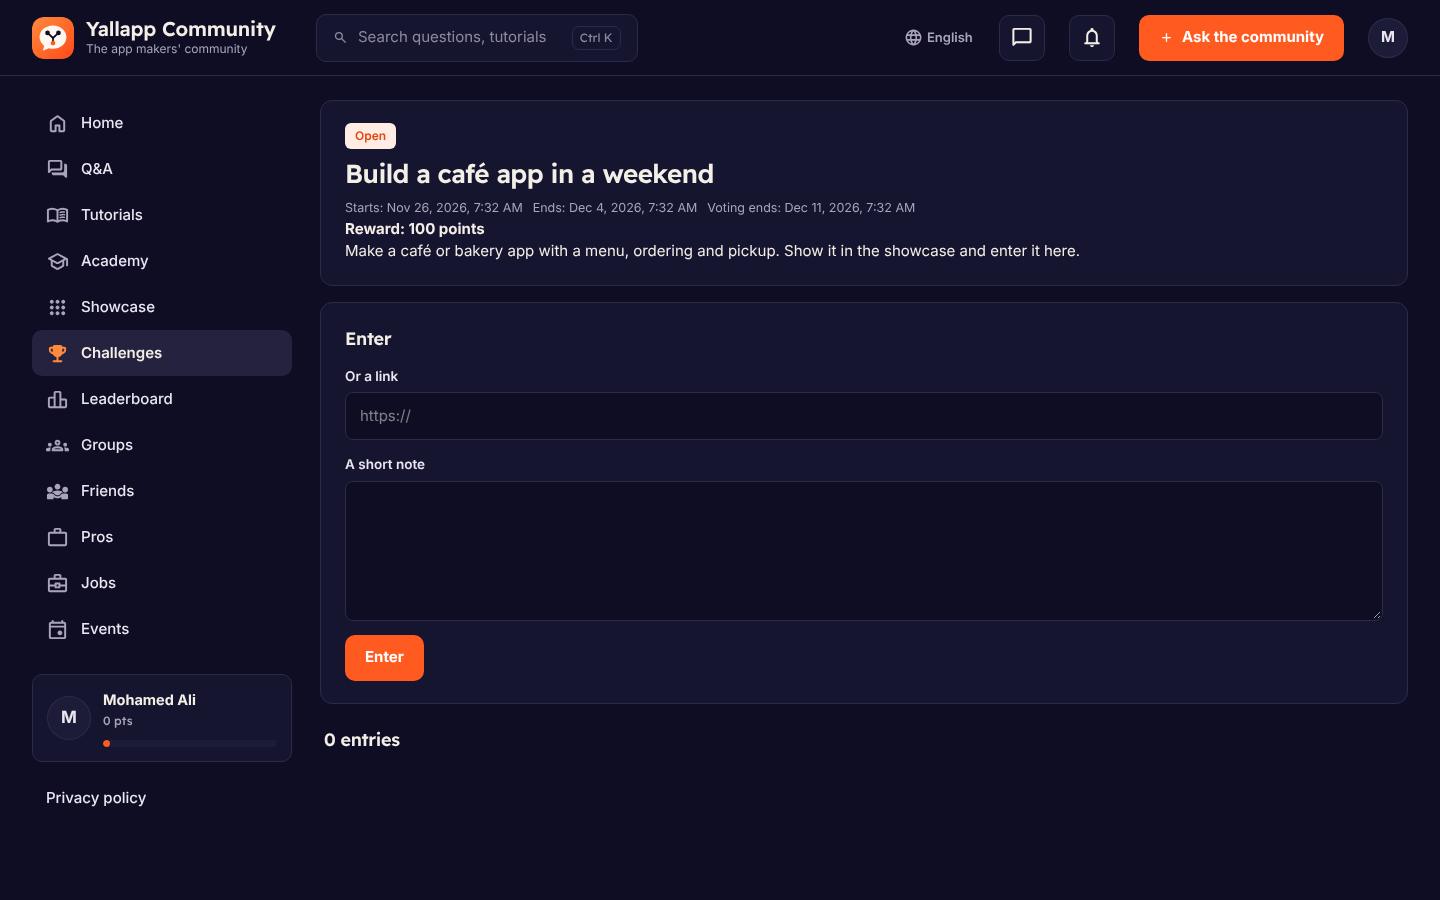 Yallapp Community
The app makers' community
Search questions, tutorials
Ctrl K
English
+ Ask the community
M
Home
Q&A
Tutorials
Academy
Showcase
Challenges
Leaderboard
Groups
Friends
Pros
Jobs
Events
M
Mohamed Ali
0 pts
Privacy policy
Open
Build a café app in a weekend
Starts: Nov 26, 2026, 7:32 AM Ends: Dec 4, 2026, 7:32 AM Voting ends: Dec 11, 2026, 7:32 AM
Reward: 100 points
Make a café or bakery app with a menu, ordering and pickup. Show it in the showcase and enter it here.
Enter
Or a link
https://
A short note
Enter
0 entries